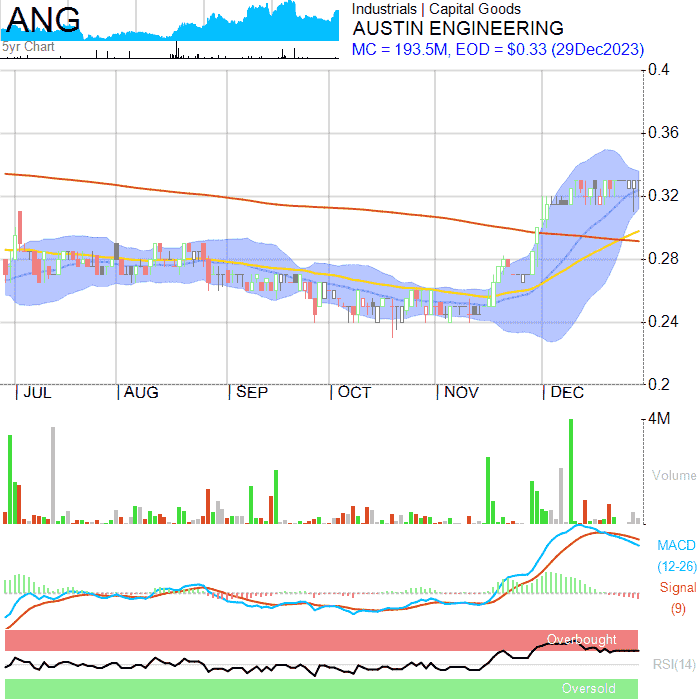 ANG
5yr Chart
Industrials | Capital Goods
AUSTIN ENGINEERING
MC = 193.5M, EOD = $0.33 (29Dec2023)
0.4
0.36
0.32
0.28
0.24
0.2
| JUL | AUG | SEP | OCT | NOV | DEC
4M
Volume
MACD
(12-26)
Signal
(9)
Overbought
RSI(14)
Oversold